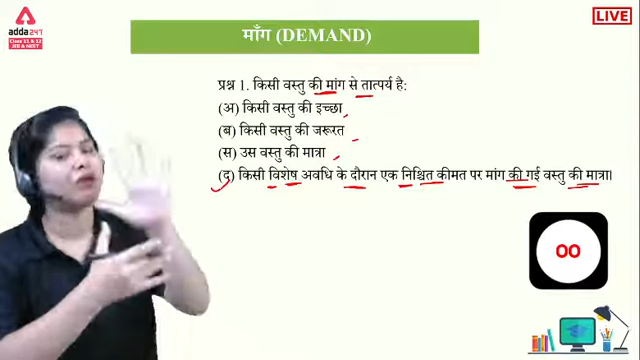 adda247
Class 11 & 12
JEE & NEET
माँग (DEMAND)
LIVE
प्रश्न 1. किसी वस्तु की मांग से तात्पर्य है:
(अ) किसी वस्तु की इच्छा
(ब) किसी वस्तु की जरूरत
(स) उस वस्तु की मात्रा
(द) किसी विशेष अवधि के दौरान एक निश्चित कीमत पर मांग की गई वस्तु की मात्रा।
00